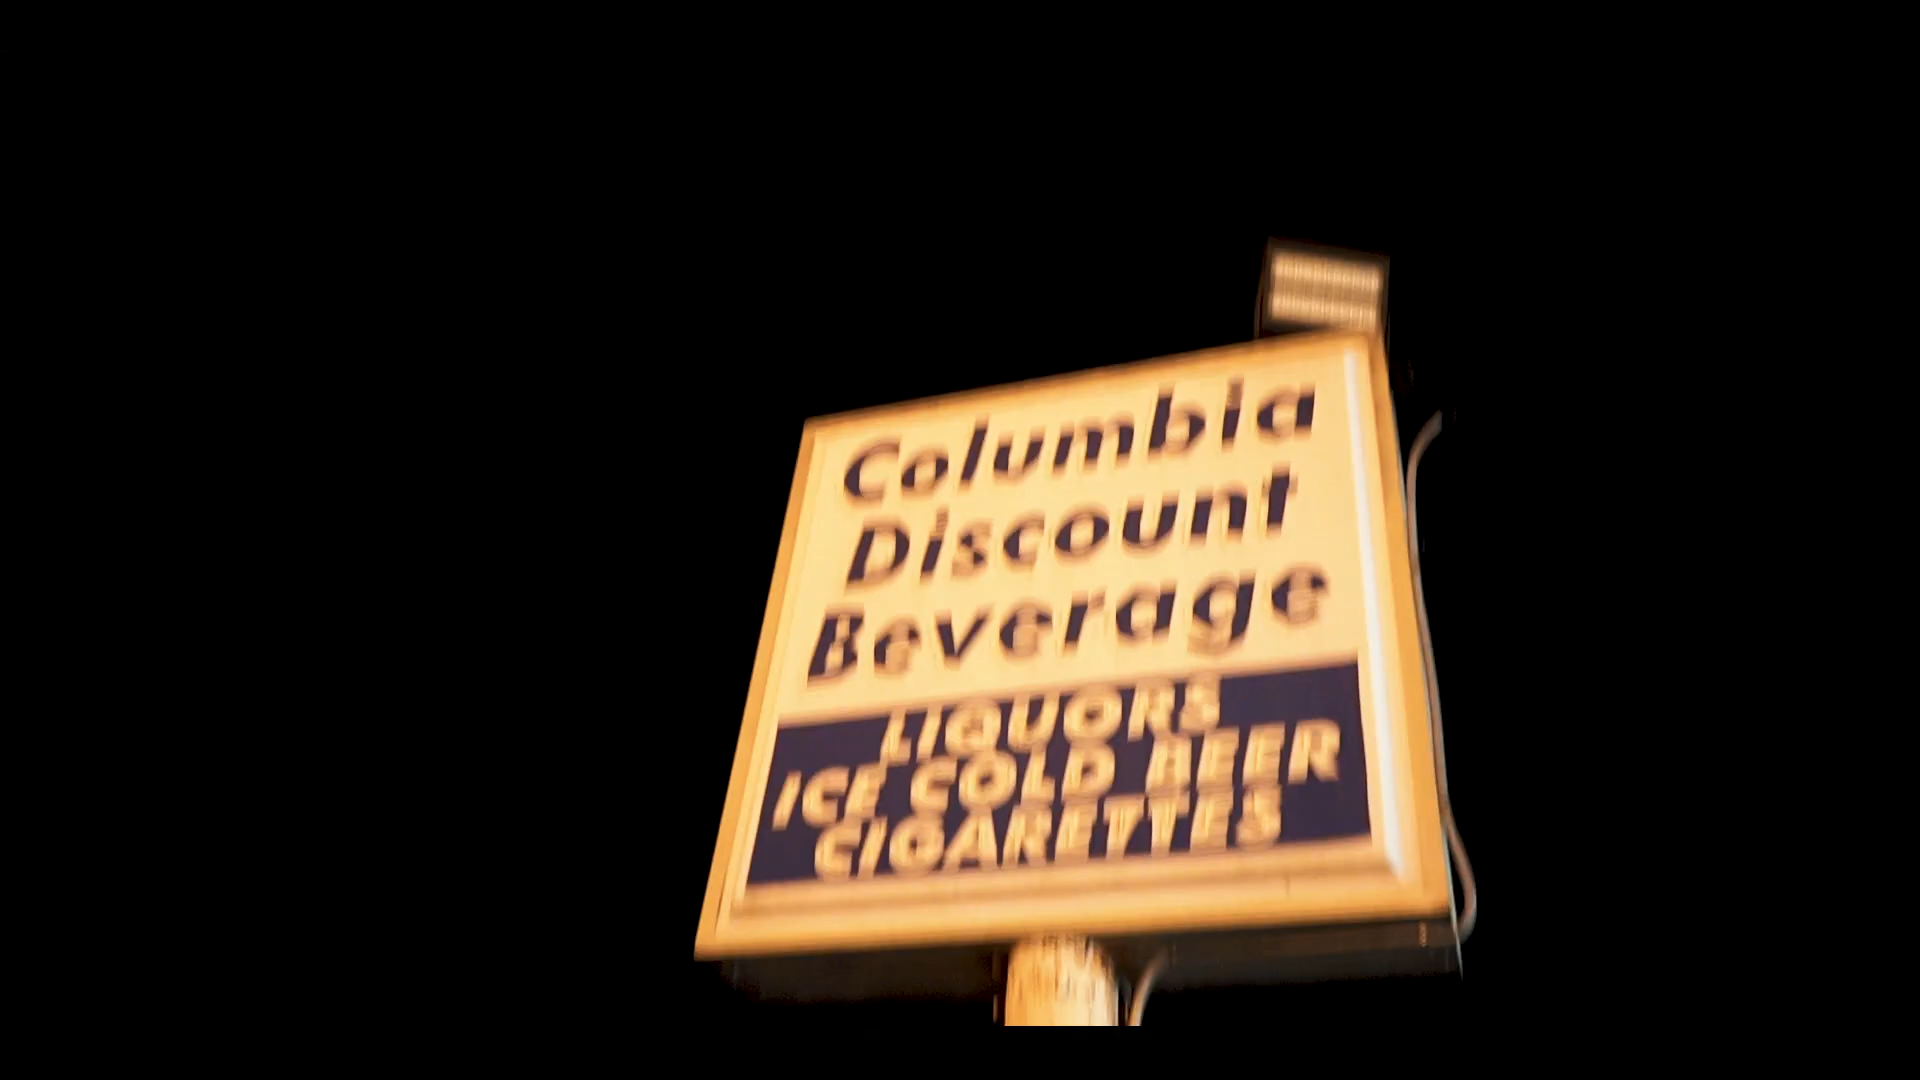 Columbia
Discount
Beverage
LIQUORS
ICE COLD BEER
CIGARETTES